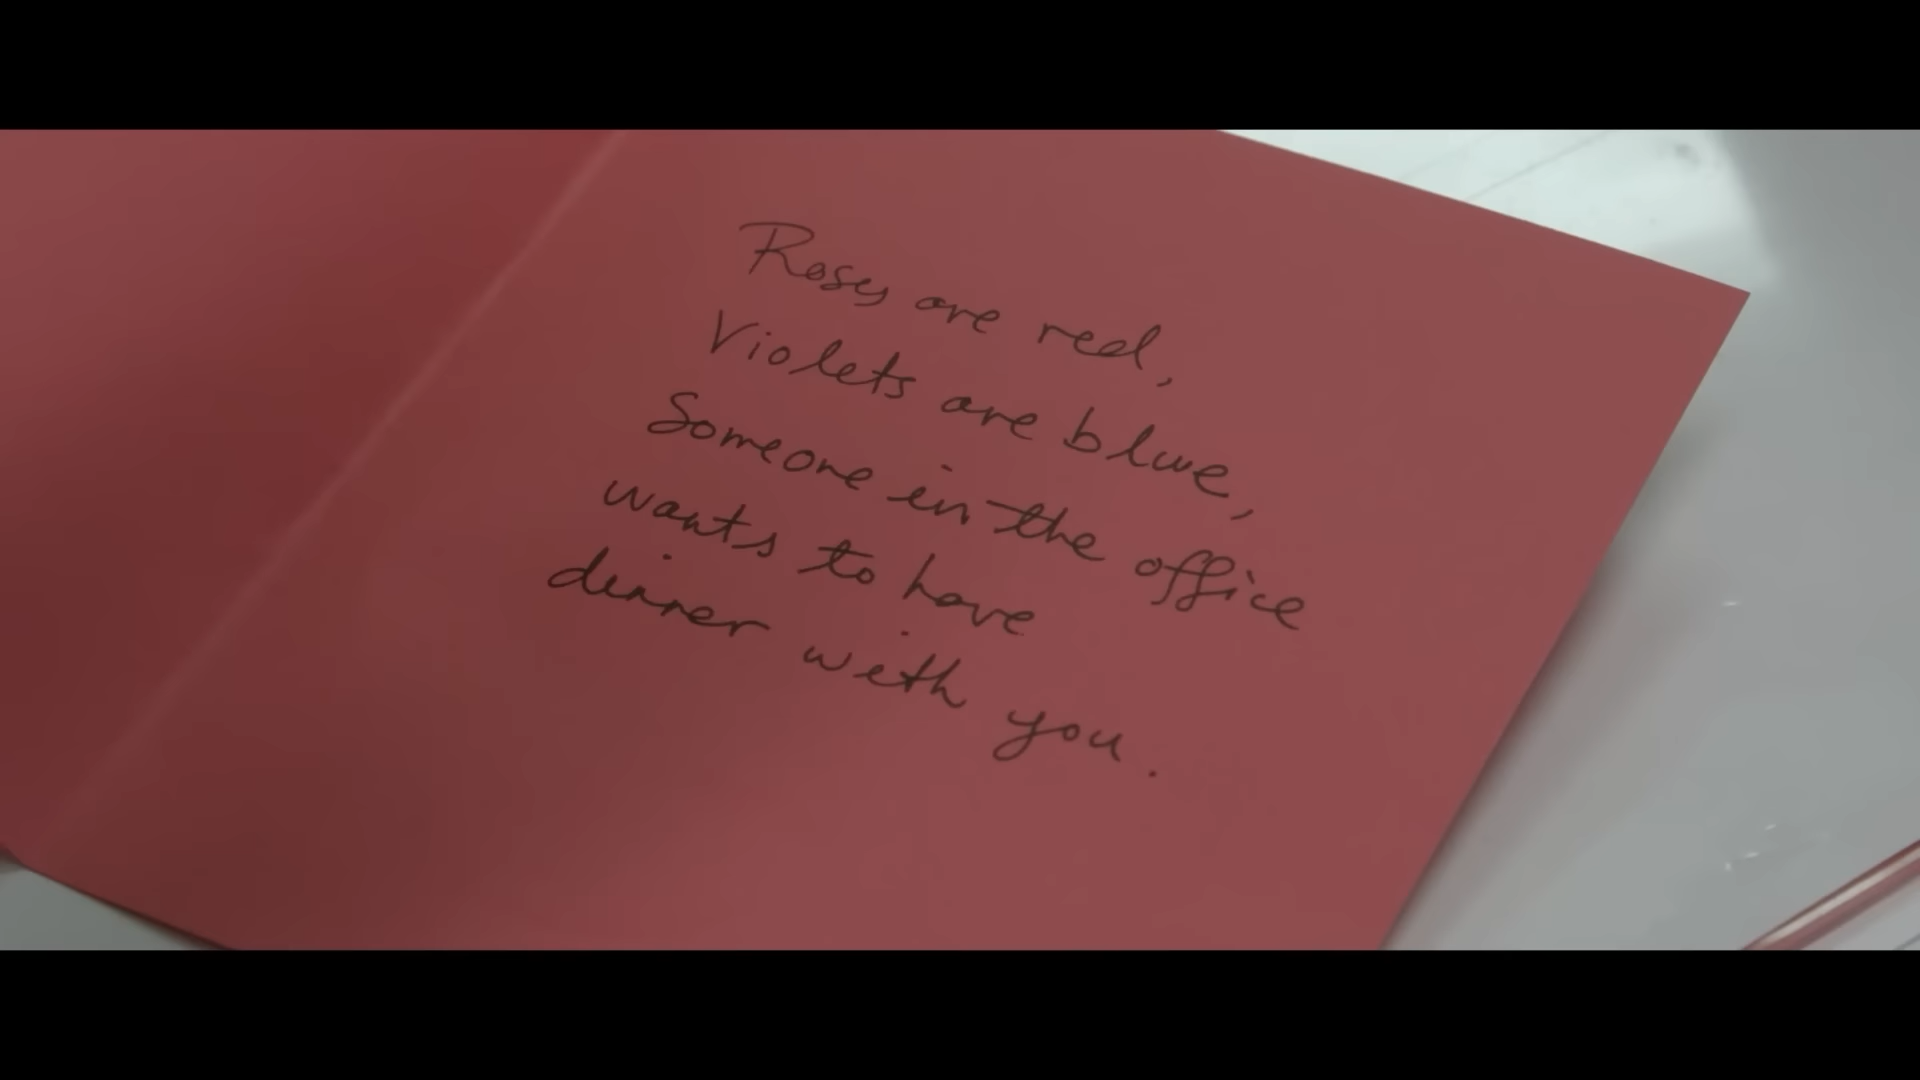 Roses are red,
Violets are blue,
Someone in the office
wants to have
dinner with you.